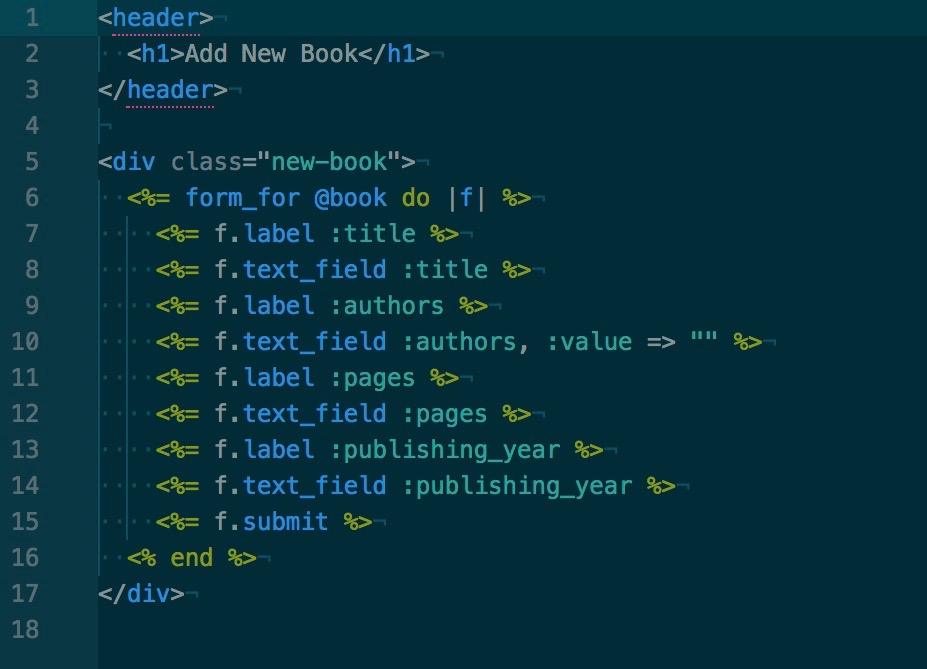 1 <header>¬
2   <h1>Add New Book</h1>¬
3 </header>¬
4 ¬
5 <div class="new-book">¬
6   <%= form_for @book do |f| %>¬
7     <%= f.label :title %>¬
8     <%= f.text_field :title %>¬
9     <%= f.label :authors %>¬
10     <%= f.text_field :authors, :value => "" %>¬
11     <%= f.label :pages %>¬
12     <%= f.text_field :pages %>¬
13     <%= f.label :publishing_year %>¬
14     <%= f.text_field :publishing_year %>¬
15     <%= f.submit %>¬
16   <% end %>¬
17 </div>¬
18